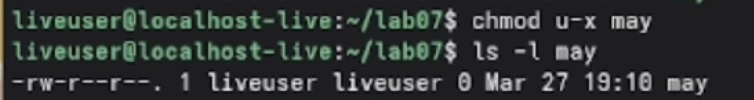 liveuser@localhost-live:~/lab07$ chmod u-x may
liveuser@localhost-live:~/lab07$ ls -l may
-rw-r--r--. 1 liveuser liveuser 0 Mar 27 19:10 may